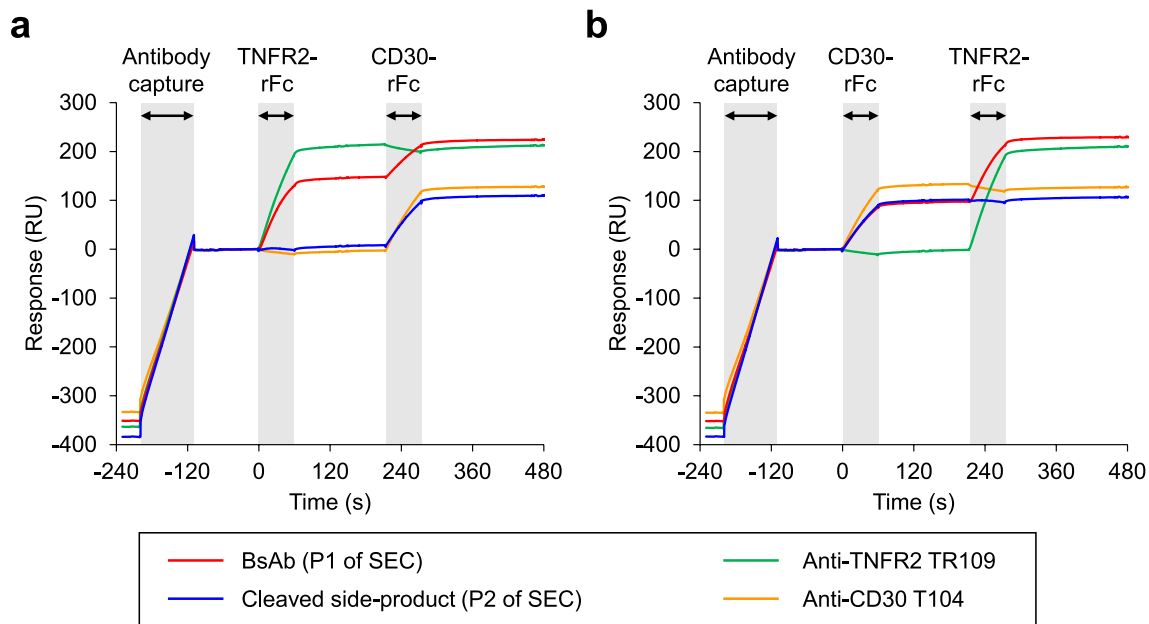 a
Antibody capture
TNFR2-rFc
CD30-rFc
300
200
100
0
-100
-200
-300
-400
Response (RU)
-240
-120
0
120
240
360
480
Time (s)
b
Antibody capture
CD30-rFc
TNFR2-rFc
300
200
100
0
-100
-200
-300
-400
Response (RU)
-240
-120
0
120
240
360
480
Time (s)
BsAb (P1 of SEC)
Anti-TNFR2 TR109
Cleaved side-product (P2 of SEC)
Anti-CD30 T104